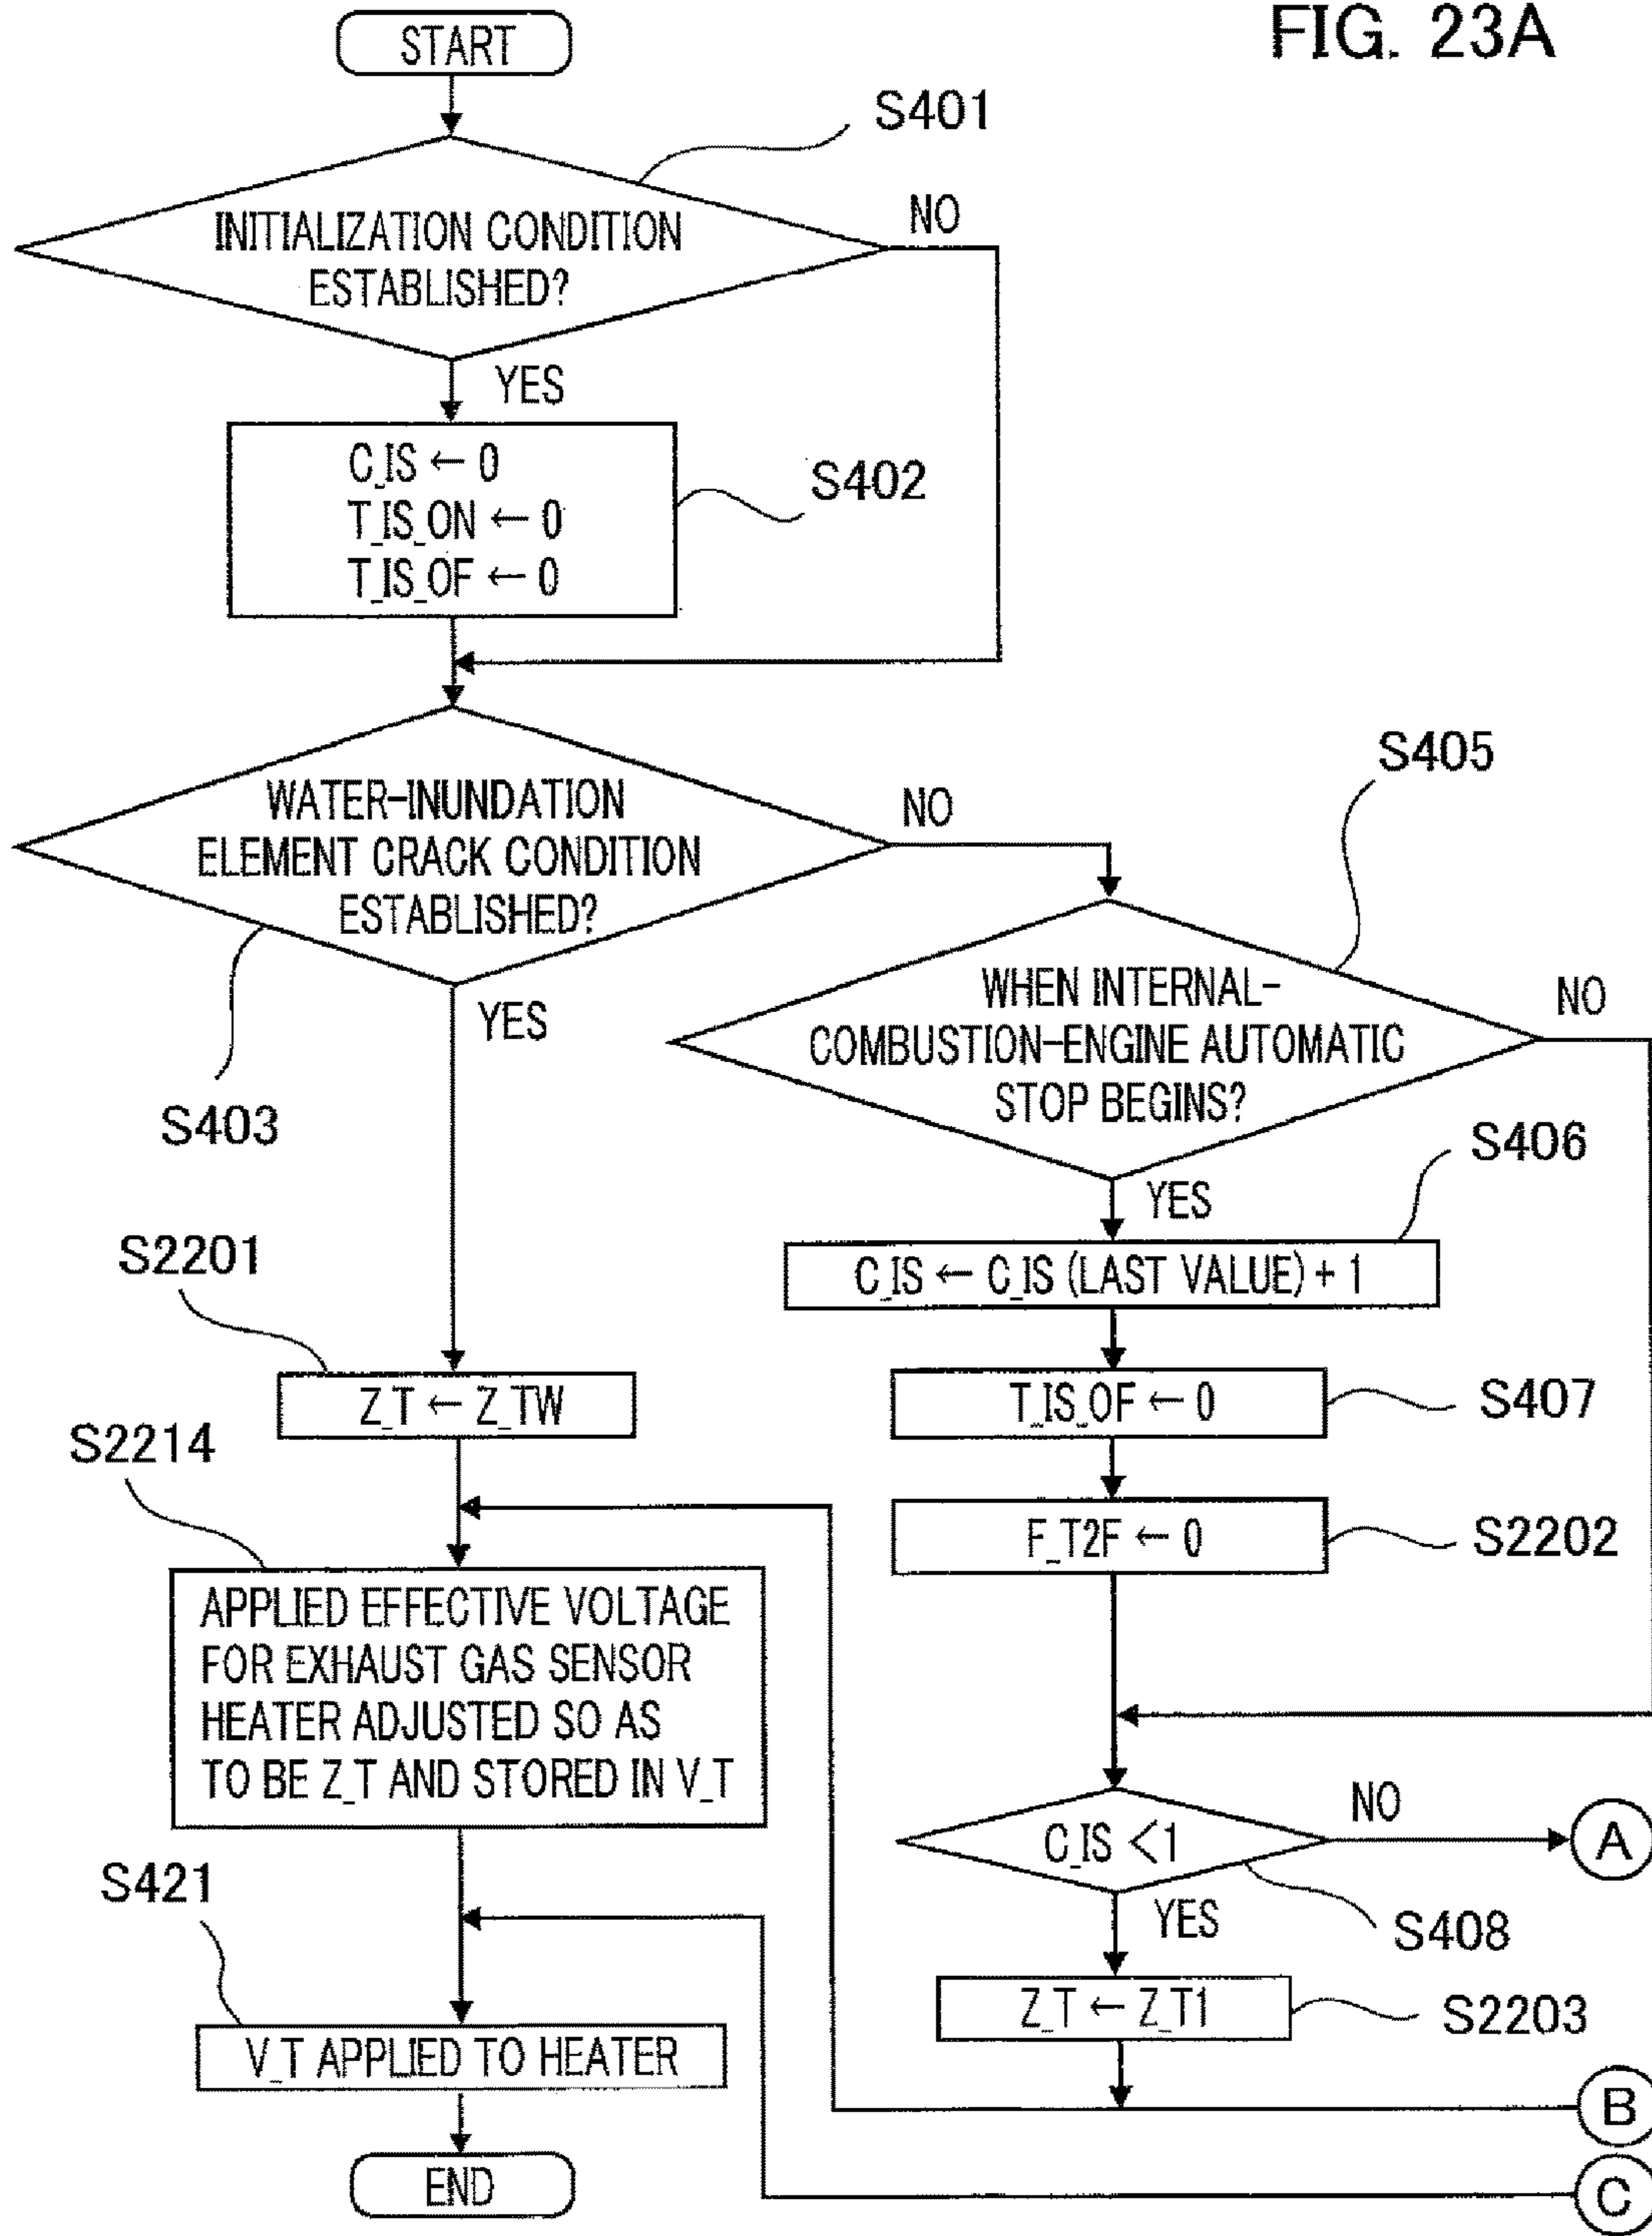 FIG. 23A
START
S401
INITIALIZATION CONDITION
ESTABLISHED?
NO
YES
C_IS ← 0
T_IS_ON ← 0
T_IS_OF ← 0
S402
WATER-INUNDATION
ELEMENT CRACK CONDITION
ESTABLISHED?
NO
YES
S403
S405
WHEN INTERNAL-
COMBUSTION-ENGINE AUTOMATIC
STOP BEGINS?
NO
YES
S406
C_IS ← C_IS (LAST VALUE) + 1
S2201
Z_T ← Z_TW
T_IS_OF ← 0
S407
S2214
F_T2F ← 0
S2202
APPLIED EFFECTIVE VOLTAGE
FOR EXHAUST GAS SENSOR
HEATER ADJUSTED SO AS
TO BE Z_T AND STORED IN V_T
C_IS <1
NO
A
YES
S408
S421
Z_T ← Z_T1
S2203
V_T APPLIED TO HEATER
B
END
C